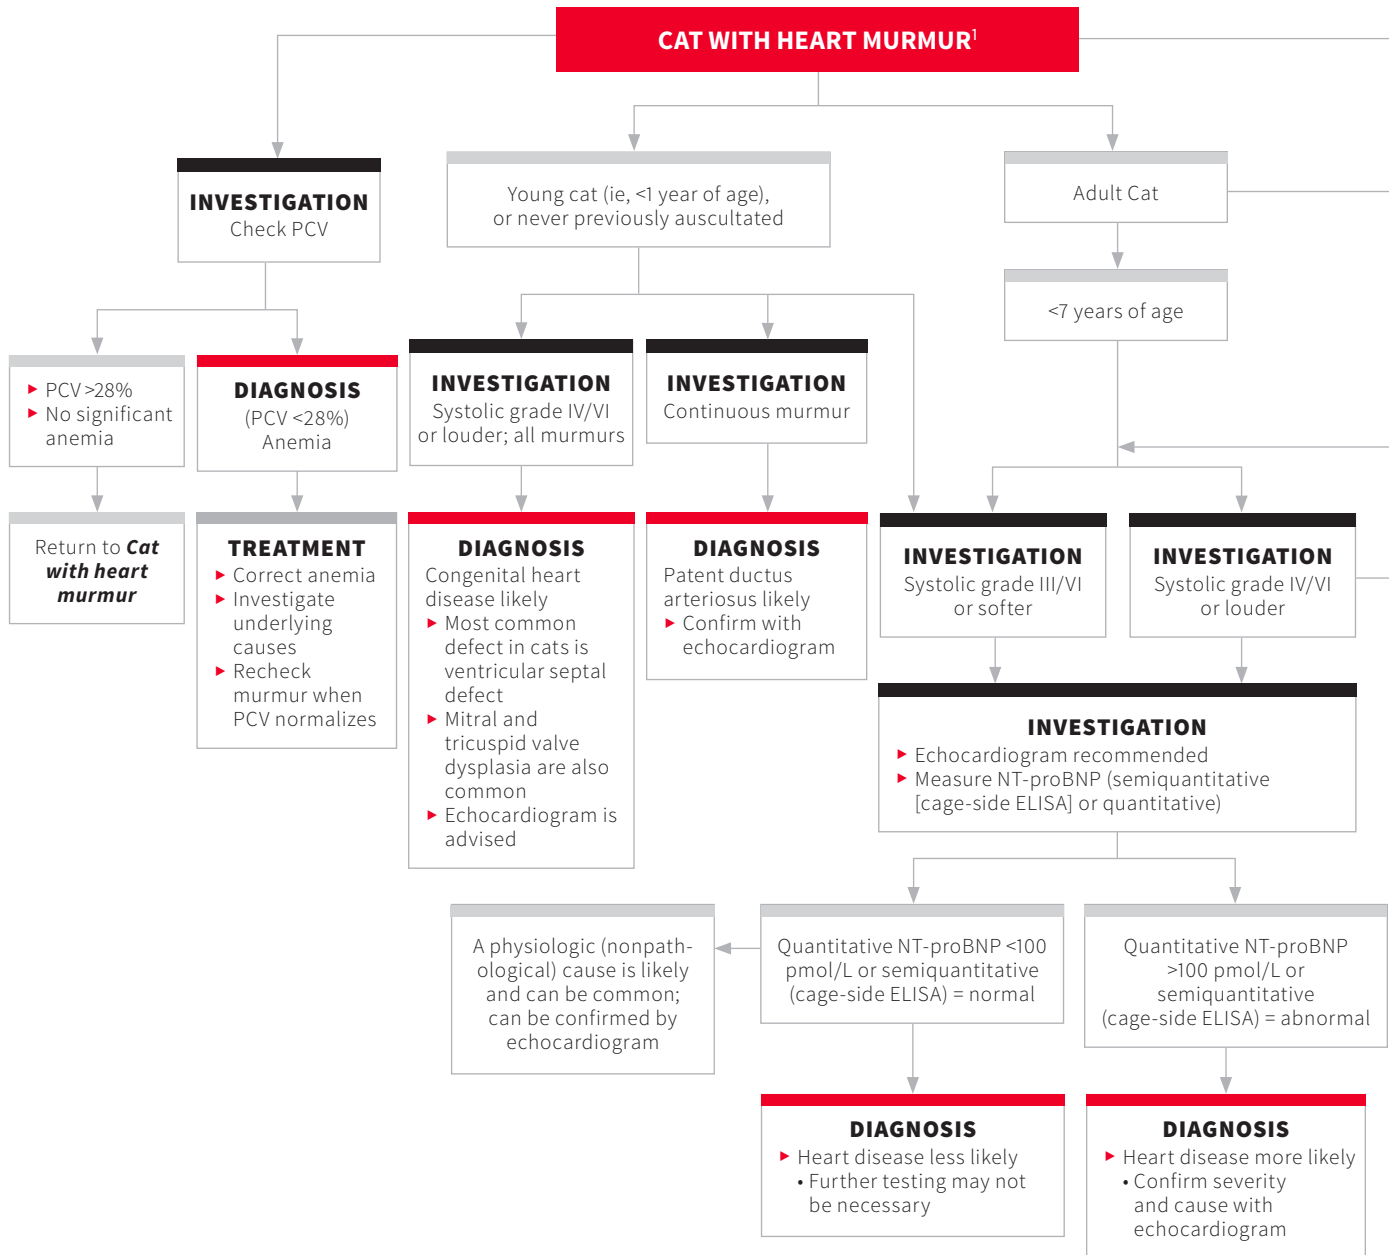 CAT WITH HEART MURMUR¹
INVESTIGATION
Check PCV
Young cat (ie, <1 year of age),
or never previously auscultated
Adult Cat
<7 years of age
► PCV >28%
► No significant
anemia
DIAGNOSIS
(PCV <28%)
Anemia
INVESTIGATION
Systolic grade IV/VI
or louder; all murmurs
INVESTIGATION
Continuous murmur
Return to Cat
with heart
murmur
TREATMENT
► Correct anemia
► Investigate
underlying
causes
► Recheck
murmur when
PCV normalizes
DIAGNOSIS
Congenital heart
disease likely
► Most common
defect in cats is
ventricular septal
defect
► Mitral and
tricuspid valve
dysplasia are also
common
► Echocardiogram is
advised
DIAGNOSIS
Patent ductus
arteriosus likely
► Confirm with
echocardiogram
INVESTIGATION
Systolic grade III/VI
or softer
INVESTIGATION
Systolic grade IV/VI
or louder
INVESTIGATION
► Echocardiogram recommended
► Measure NT-proBNP (semiquantitative
[cage-side ELISA] or quantitative)
A physiologic (nonpath-
ological) cause is likely
and can be common;
can be confirmed by
echocardiogram
Quantitative NT-proBNP <100
pmol/L or semiquantitative
(cage-side ELISA) = normal
Quantitative NT-proBNP
>100 pmol/L or
semiquantitative
(cage-side ELISA) = abnormal
DIAGNOSIS
► Heart disease less likely
• Further testing may not
be necessary
DIAGNOSIS
► Heart disease more likely
• Confirm severity
and cause with
echocardiogram